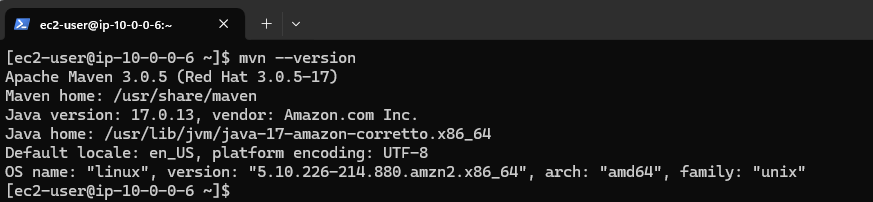 ec2-user@ip-10-0-0-6:~
[ec2-user@ip-10-0-0-6 ~]$ mvn --version
Apache Maven 3.0.5 (Red Hat 3.0.5-17)
Maven home: /usr/share/maven
Java version: 17.0.13, vendor: Amazon.com Inc.
Java home: /usr/lib/jvm/java-17-amazon-corretto.x86_64
Default locale: en_US, platform encoding: UTF-8
OS name: "linux", version: "5.10.226-214.880.amzn2.x86_64", arch: "amd64", family: "unix"
[ec2-user@ip-10-0-0-6 ~]$